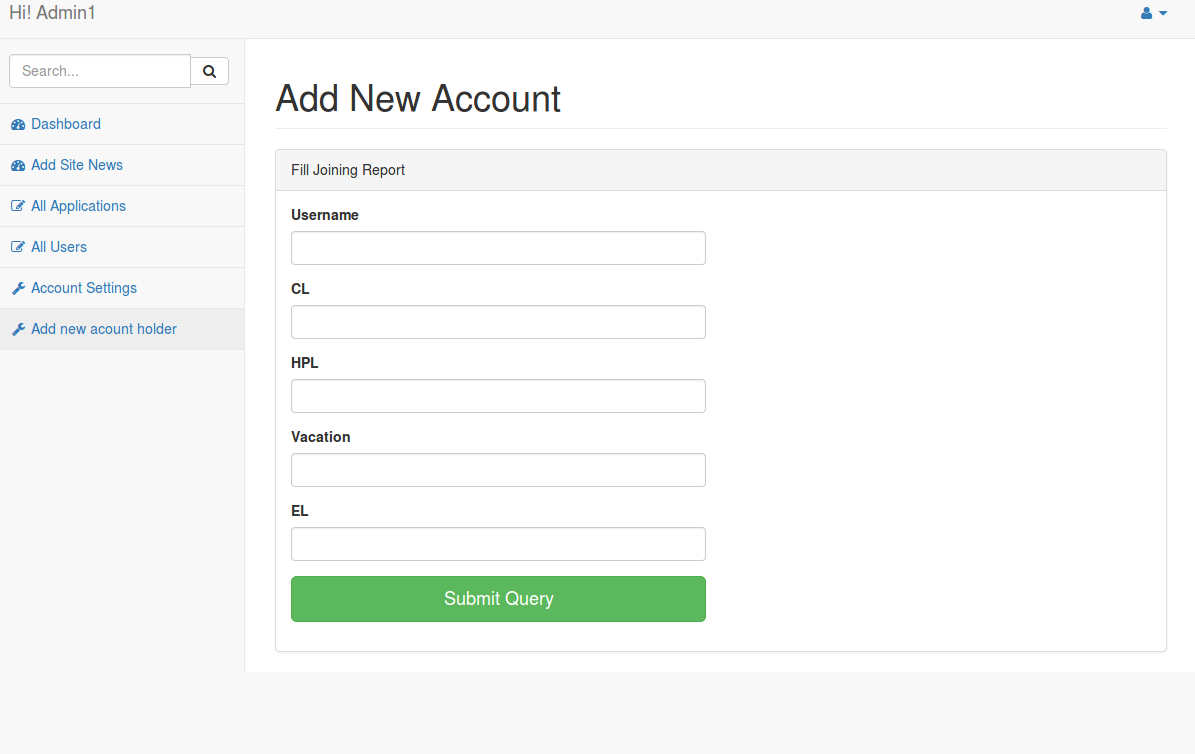 Hi! Admin1
Search...
Dashboard
Add Site News
All Applications
All Users
Account Settings
Add new acount holder
Add New Account
Fill Joining Report
Username
CL
HPL
Vacation
EL
Submit Query